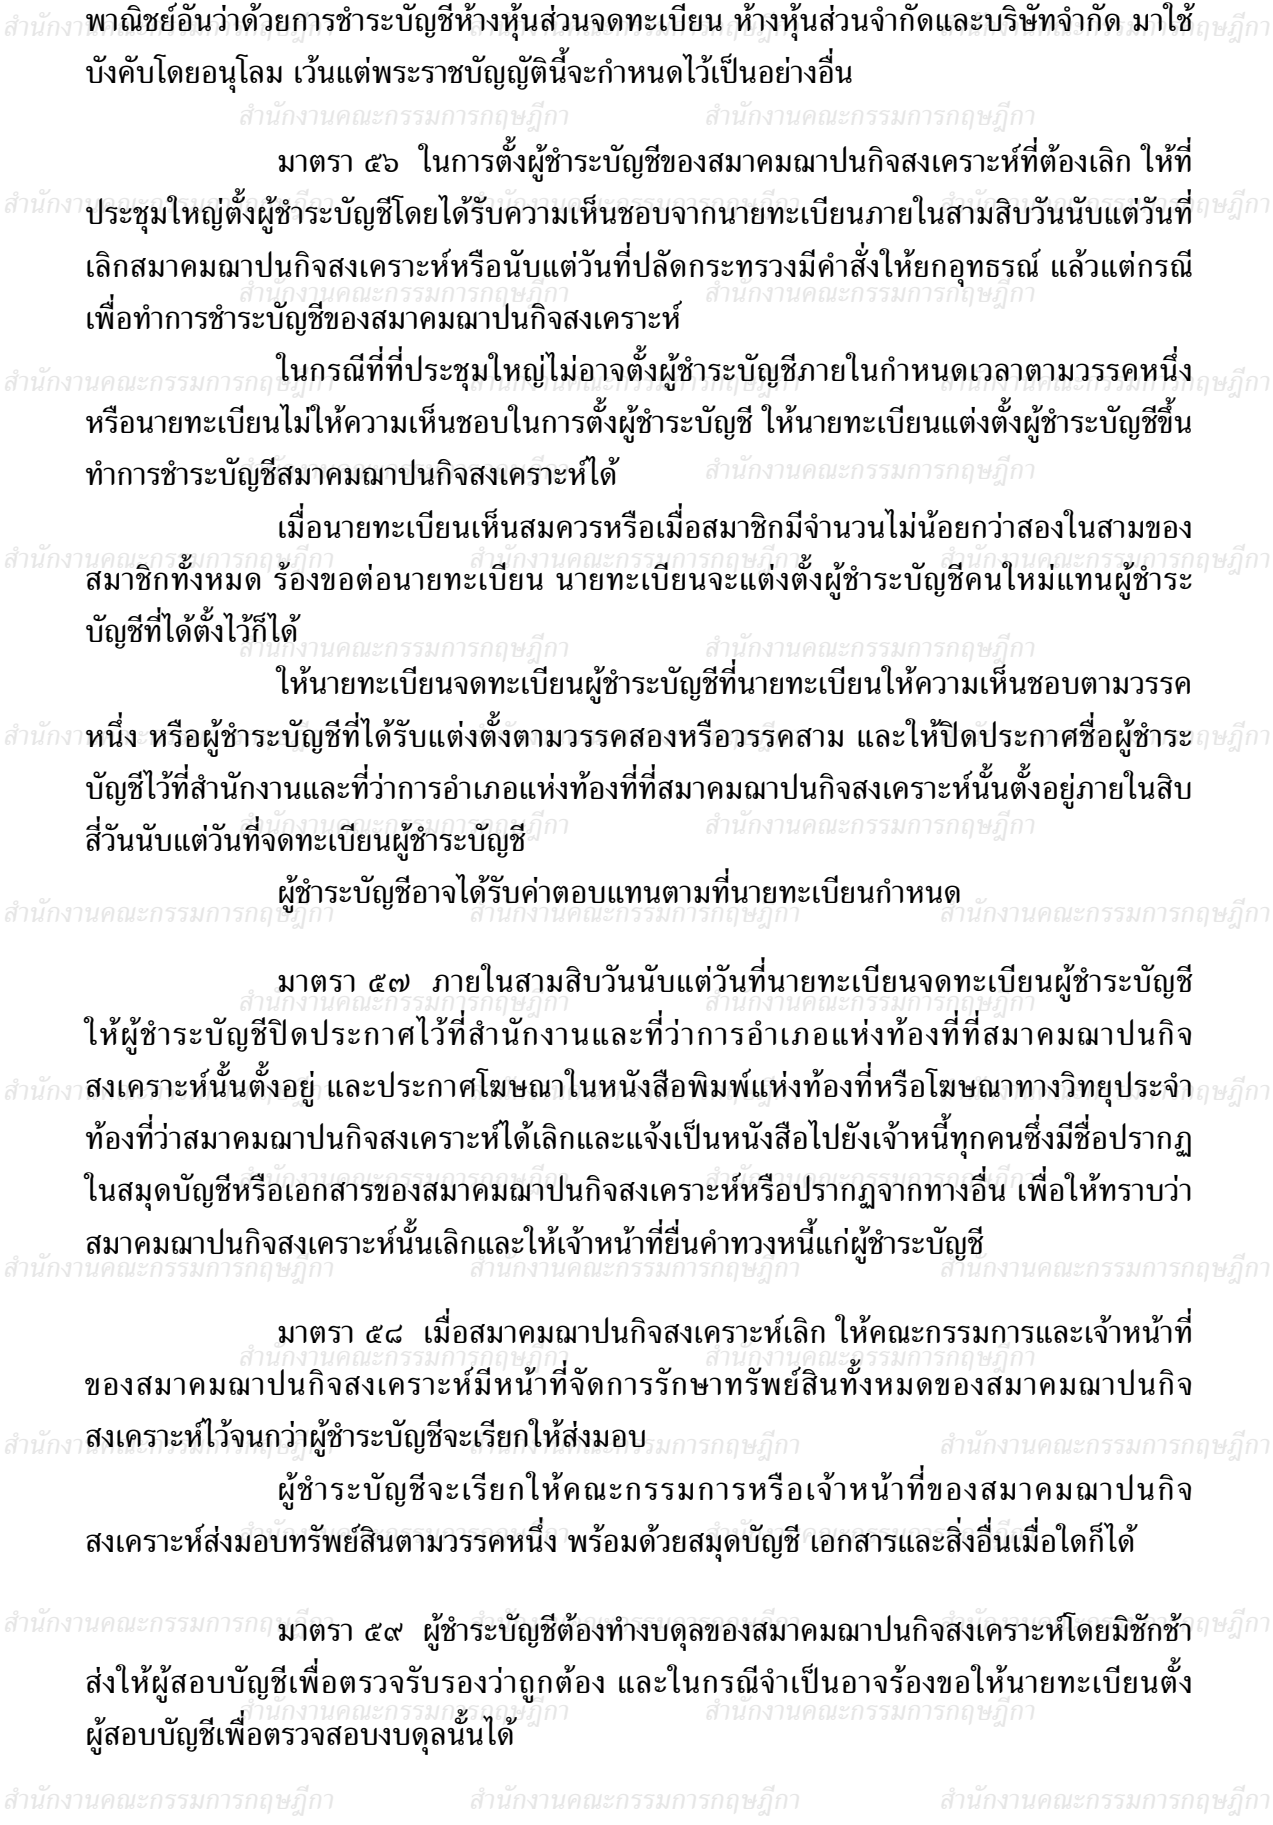 พาณิชย์อันว่าด้วยการชำระบัญชีห้างหุ้นส่วนจดทะเบียน ห้างหุ้นส่วนจำกัดและบริษัทจำกัด มาใช้
บังคับโดยอนุโลม เว้นแต่พระราชบัญญัตินี้จะกำหนดไว้เป็นอย่างอื่น
มาตรา ๕๖ ในการตั้งผู้ชำระบัญชีของสมาคมฌาปนกิจสงเคราะห์ที่ต้องเลิก ให้ที่
ประชุมใหญ่ตั้งผู้ชำระบัญชีโดยได้รับความเห็นชอบจากนายทะเบียนภายในสามสิบวันนับแต่วันที่
เลิกสมาคมฌาปนกิจสงเคราะห์หรือนับแต่วันที่ปลัดกระทรวงมีคำสั่งให้ยกอุทธรณ์ แล้วแต่กรณี
เพื่อทำการชำระบัญชีของสมาคมฌาปนกิจสงเคราะห์
ในกรณีที่ที่ประชุมใหญ่ไม่อาจตั้งผู้ชำระบัญชีภายในกำหนดเวลาตามวรรคหนึ่ง
หรือนายทะเบียนไม่ให้ความเห็นชอบในการตั้งผู้ชำระบัญชี ให้นายทะเบียนแต่งตั้งผู้ชำระบัญชีขึ้น
ทำการชำระบัญชีสมาคมฌาปนกิจสงเคราะห์ได้
เมื่อนายทะเบียนเห็นสมควรหรือเมื่อสมาชิกมีจำนวนไม่น้อยกว่าสองในสามของ
สมาชิกทั้งหมด ร้องขอต่อนายทะเบียน นายทะเบียนจะแต่งตั้งผู้ชำระบัญชีคนใหม่แทนผู้ชำระ
บัญชีที่ได้ตั้งไว้ก็ได้
ให้นายทะเบียนจดทะเบียนผู้ชำระบัญชีที่นายทะเบียนให้ความเห็นชอบตามวรรค
หนึ่ง หรือผู้ชำระบัญชีที่ได้รับแต่งตั้งตามวรรคสองหรือวรรคสาม และให้ปิดประกาศชื่อผู้ชำระ
บัญชีไว้ที่สำนักงานและที่ว่าการอำเภอแห่งท้องที่ที่สมาคมฌาปนกิจสงเคราะห์นั้นตั้งอยู่ภายในสิบ
สี่วันนับแต่วันที่จดทะเบียนผู้ชำระบัญชี
ผู้ชำระบัญชีอาจได้รับค่าตอบแทนตามที่นายทะเบียนกำหนด
มาตรา ๕๗ ภายในสามสิบวันนับแต่วันที่นายทะเบียนจดทะเบียนผู้ชำระบัญชี
ให้ผู้ชำระบัญชีปิดประกาศไว้ที่สำนักงานและที่ว่าการอำเภอแห่งท้องที่ที่สมาคมฌาปนกิจ
สงเคราะห์นั้นตั้งอยู่ และประกาศโฆษณาในหนังสือพิมพ์แห่งท้องที่หรือโฆษณาทางวิทยุประจำ
ท้องที่ว่าสมาคมฌาปนกิจสงเคราะห์ได้เลิกและแจ้งเป็นหนังสือไปยังเจ้าหนี้ทุกคนซึ่งมีชื่อปรากฏ
ในสมุดบัญชีหรือเอกสารของสมาคมฌาปนกิจสงเคราะห์หรือปรากฏจากทางอื่น เพื่อให้ทราบว่า
สมาคมฌาปนกิจสงเคราะห์นั้นเลิกและให้เจ้าหน้าที่ยื่นคำทวงหนี้แก่ผู้ชำระบัญชี
มาตรา ๕๘ เมื่อสมาคมฌาปนกิจสงเคราะห์เลิก ให้คณะกรรมการและเจ้าหน้าที่
ของสมาคมฌาปนกิจสงเคราะห์มีหน้าที่จัดการรักษาทรัพย์สินทั้งหมดของสมาคมฌาปนกิจ
สงเคราะห์ไว้จนกว่าผู้ชำระบัญชีจะเรียกให้ส่งมอบ
ผู้ชำระบัญชีจะเรียกให้คณะกรรมการหรือเจ้าหน้าที่ของสมาคมฌาปนกิจ
สงเคราะห์ส่งมอบทรัพย์สินตามวรรคหนึ่ง พร้อมด้วยสมุดบัญชี เอกสารและสิ่งอื่นเมื่อใดก็ได้
มาตรา ๕๙ ผู้ชำระบัญชีต้องทำงบดุลของสมาคมฌาปนกิจสงเคราะห์โดยมิชักช้า
ส่งให้ผู้สอบบัญชีเพื่อตรวจรับรองว่าถูกต้อง และในกรณีจำเป็นอาจร้องขอให้นายทะเบียนตั้ง
ผู้สอบบัญชีเพื่อตรวจสอบงบดุลนั้นได้
สำนักงานคณะกรรมการกฤษฎีกา สำนักงานคณะกรรมการกฤษฎีกา สำนักงานคณะกรรมการกฤษฎีกา